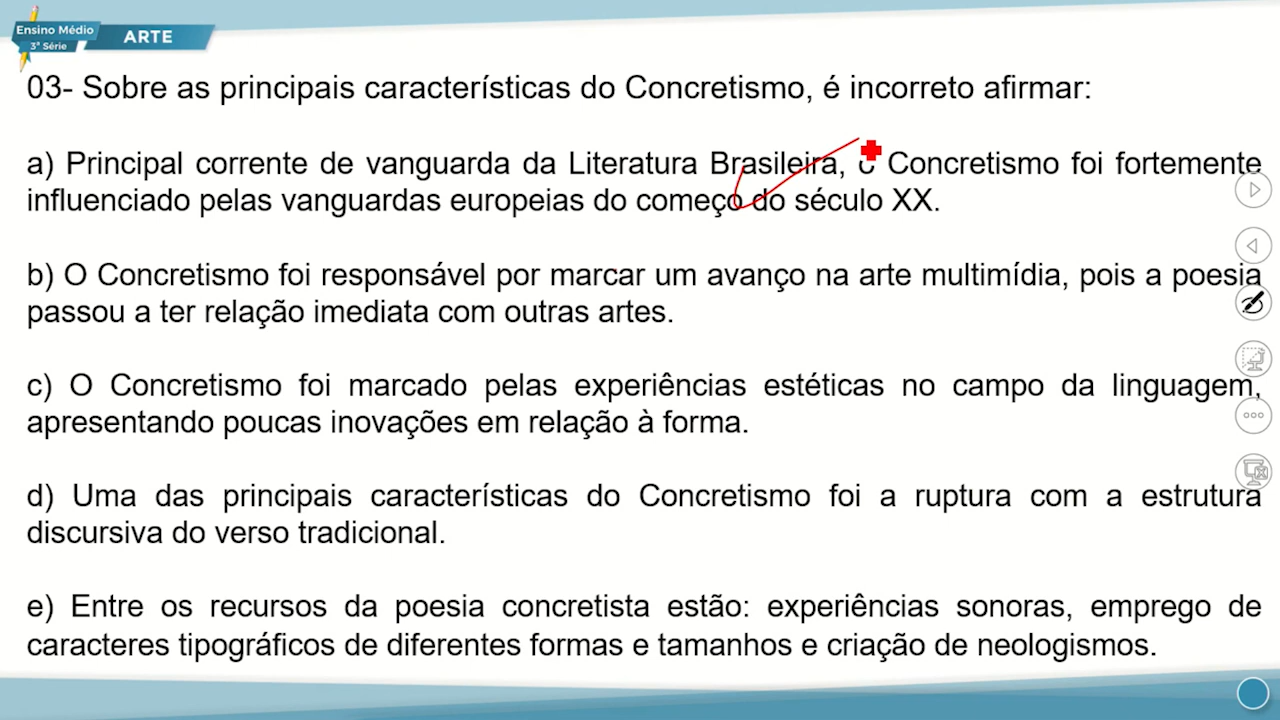 Ensino Médio
3ª Série
ARTE
03- Sobre as principais características do Concretismo, é incorreto afirmar:
a) Principal corrente de vanguarda da Literatura Brasileira, o Concretismo foi fortemente
influenciado pelas vanguardas europeias do começo do século XX.
b) O Concretismo foi responsável por marcar um avanço na arte multimídia, pois a poesia
passou a ter relação imediata com outras artes.
c) O Concretismo foi marcado pelas experiências estéticas no campo da linguagem,
apresentando poucas inovações em relação à forma.
d) Uma das principais características do Concretismo foi a ruptura com a estrutura
discursiva do verso tradicional.
e) Entre os recursos da poesia concretista estão: experiências sonoras, emprego de
caracteres tipográficos de diferentes formas e tamanhos e criação de neologismos.